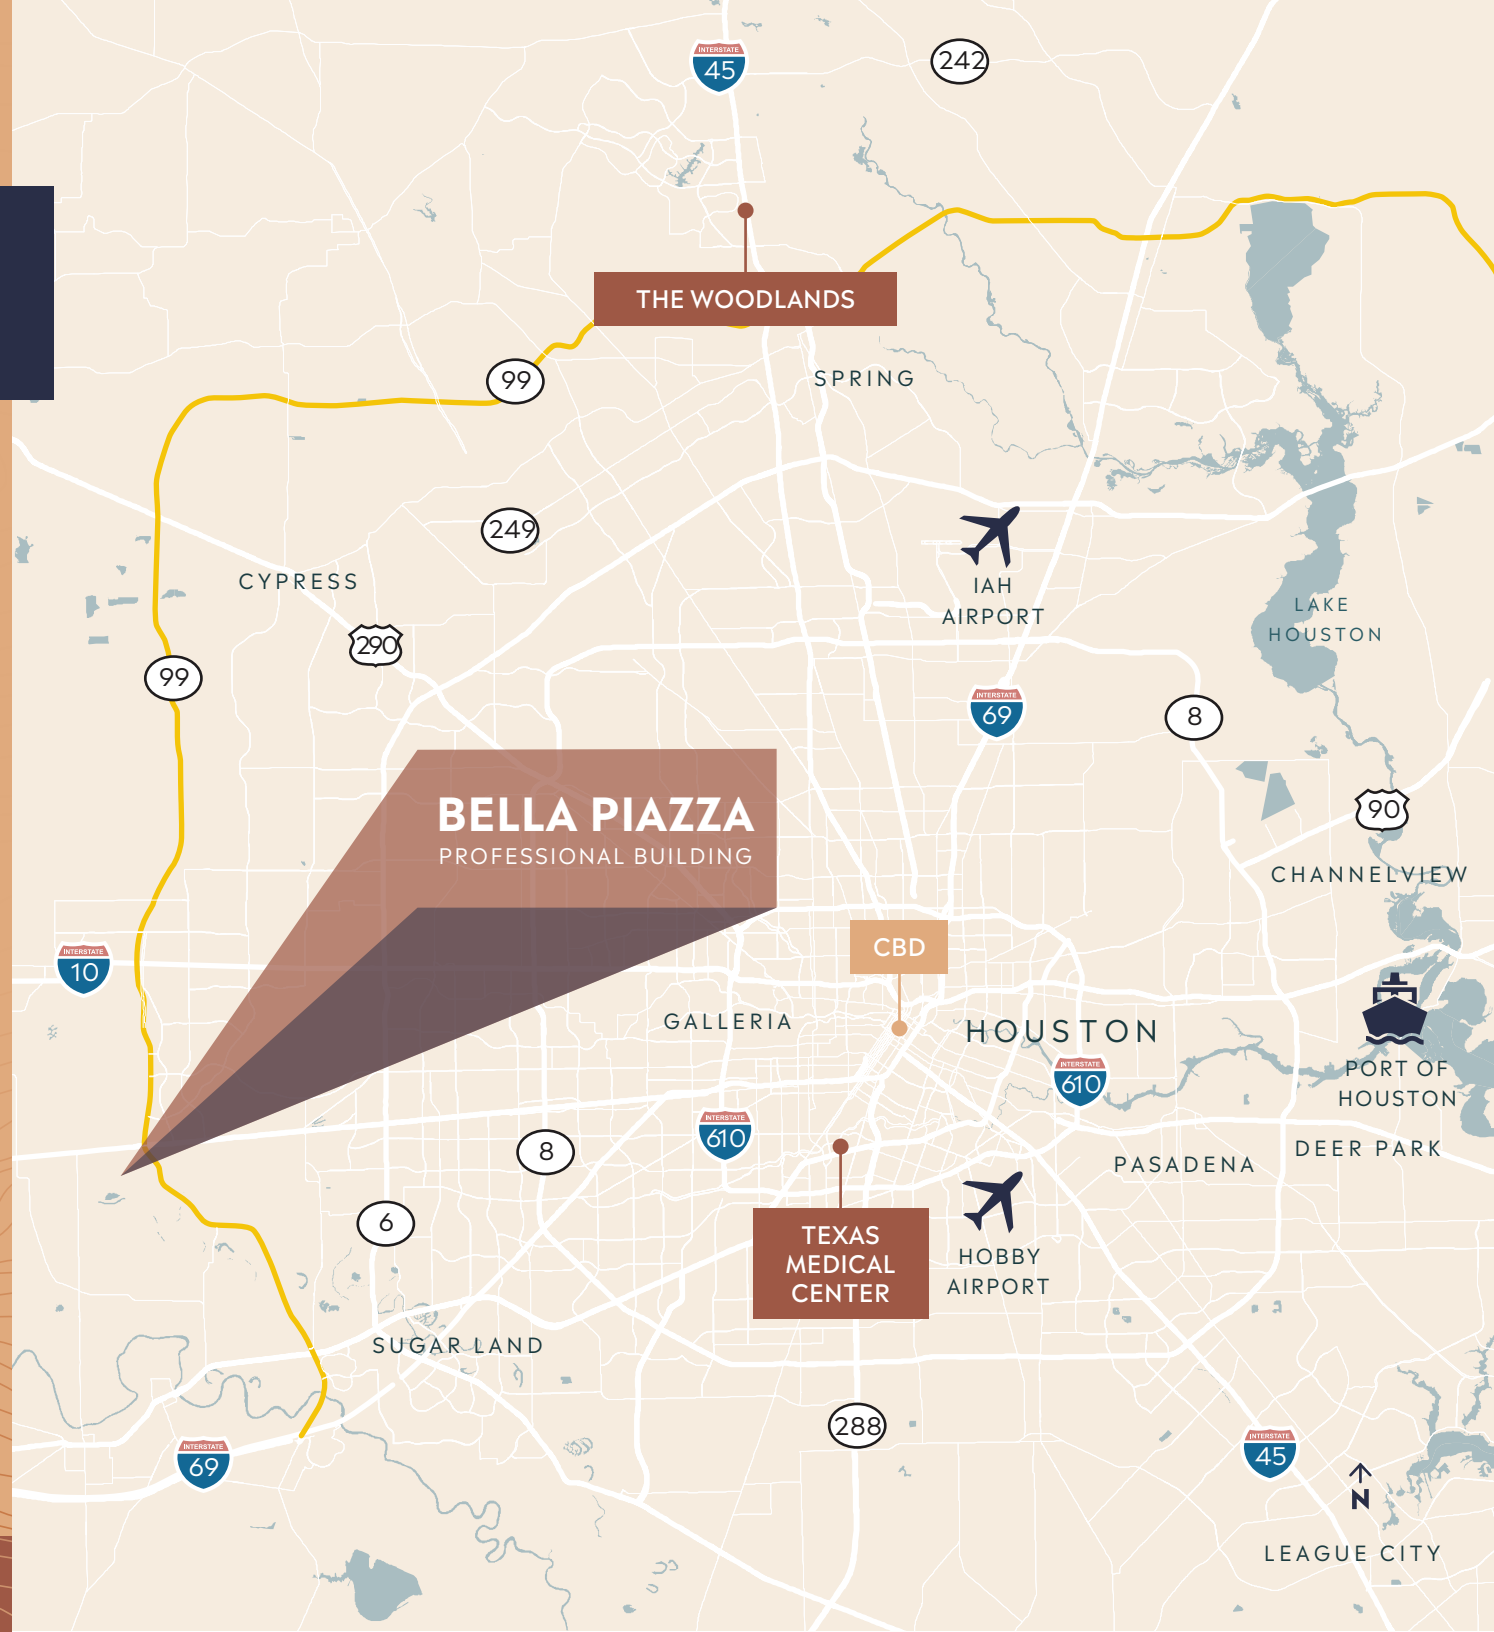 INTERSTATE
45
242
THE WOODLANDS
99
SPRING
249
CYPRESS
IAH
AIRPORT
LAKE
HOUSTON
290
99
INTERSTATE
69
8
BELLA PIAZZA
PROFESSIONAL BUILDING
90
CHANNELVIEW
CBD
INTERSTATE
10
GALLERIA
HOUSTON
PORT OF
HOUSTON
INTERSTATE
610
INTERSTATE
610
8
DEER PARK
PASADENA
6
TEXAS
MEDICAL
CENTER
HOBBY
AIRPORT
SUGAR LAND
288
INTERSTATE
69
INTERSTATE
45
N
LEAGUE CITY